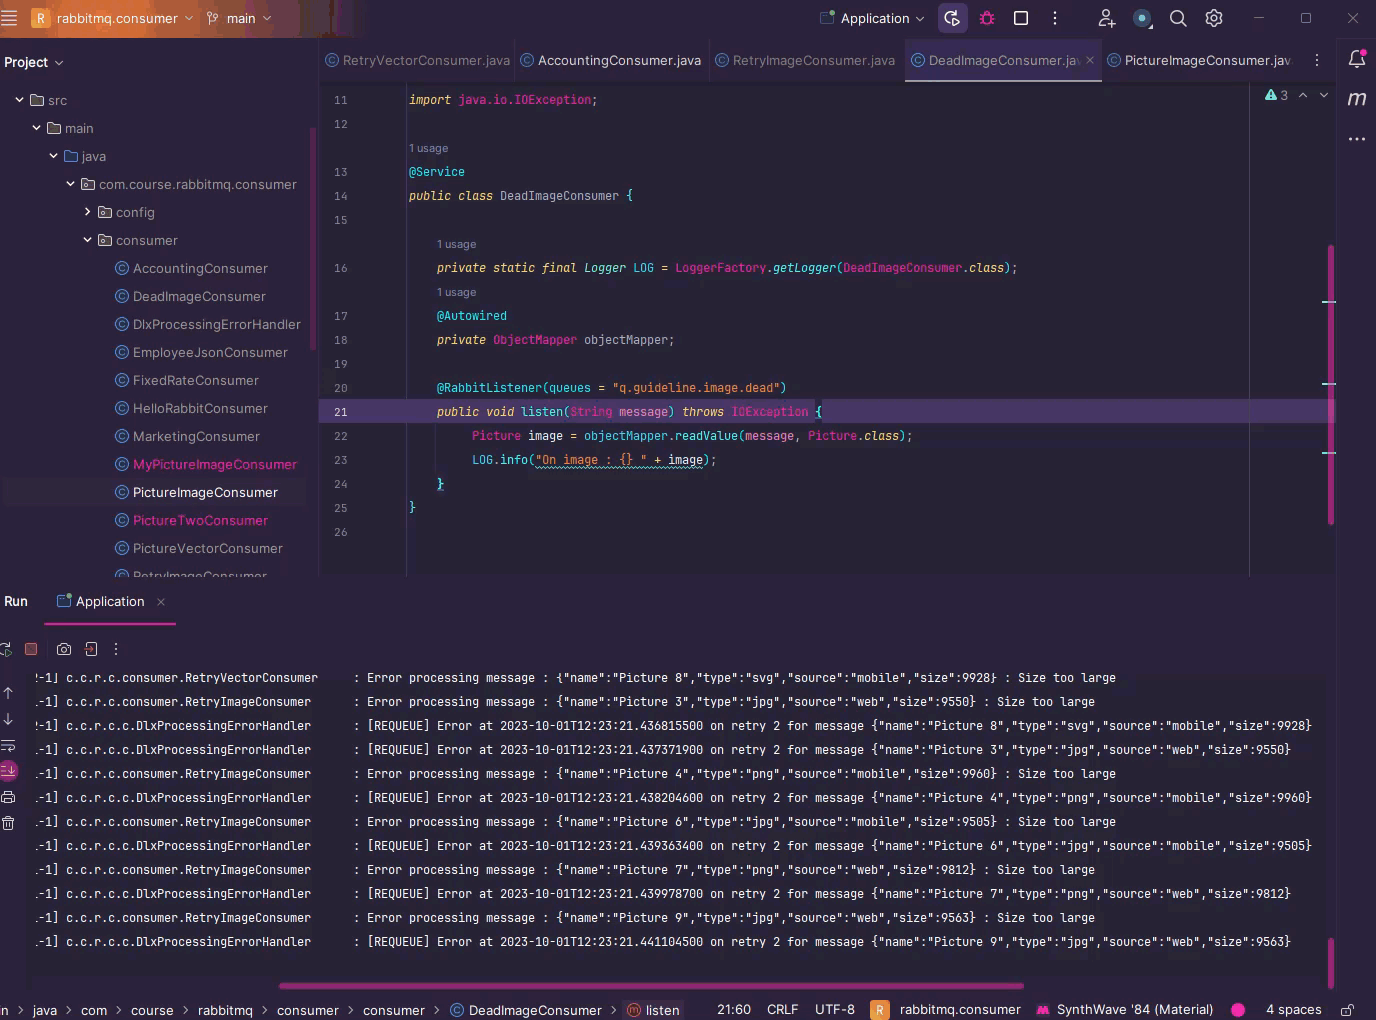 R rabbitmq.consumer main Application
Project
src
main
java
com.course.rabbitmq.consumer
config
consumer
AccountingConsumer
DeadImageConsumer
DlxProcessingErrorHandler
EmployeeJsonConsumer
FixedRateConsumer
HelloRabbitConsumer
MarketingConsumer
MyPictureImageConsumer
PictureImageConsumer
PictureTwoConsumer
PictureVectorConsumer
RetryImageConsumer
RetryVectorConsumer.java AccountingConsumer.java RetryImageConsumer.java DeadImageConsumer.ja PictureImageConsumer.jav
3
m
11 import java.io.IOException;
12
1 usage
13 @Service
14 public class DeadImageConsumer {
15
1 usage
16 private static final Logger LOG = LoggerFactory.getLogger(DeadImageConsumer.class);
1 usage
17 @Autowired
18 private ObjectMapper objectMapper;
19
20 @RabbitListener(queues = "q.guideline.image.dead")
21 public void listen(String message) throws IOException {
22 Picture image = objectMapper.readValue(message, Picture.class);
23 LOG.info("On image : {} " + image);
24 }
25 }
26
Run Application
2-1] c.c.r.c.consumer.RetryVectorConsumer : Error processing message : {"name":"Picture 8","type":"svg","source":"mobile","size":9928} : Size too large
.-1] c.c.r.c.consumer.RetryImageConsumer : Error processing message : {"name":"Picture 3","type":"jpg","source":"web","size":9550} : Size too large
2-1] c.c.r.c.c.DlxProcessingErrorHandler : [REQUEUE] Error at 2023-10-01T12:23:21.436815500 on retry 2 for message {"name":"Picture 8","type":"svg","source":"mobile","size":9928}
.-1] c.c.r.c.c.DlxProcessingErrorHandler : [REQUEUE] Error at 2023-10-01T12:23:21.437371900 on retry 2 for message {"name":"Picture 3","type":"jpg","source":"web","size":9550}
.-1] c.c.r.c.consumer.RetryImageConsumer : Error processing message : {"name":"Picture 4","type":"png","source":"mobile","size":9960} : Size too large
.-1] c.c.r.c.c.DlxProcessingErrorHandler : [REQUEUE] Error at 2023-10-01T12:23:21.438204600 on retry 2 for message {"name":"Picture 4","type":"png","source":"mobile","size":9960}
.-1] c.c.r.c.consumer.RetryImageConsumer : Error processing message : {"name":"Picture 6","type":"jpg","source":"mobile","size":9505} : Size too large
.-1] c.c.r.c.c.DlxProcessingErrorHandler : [REQUEUE] Error at 2023-10-01T12:23:21.439363400 on retry 2 for message {"name":"Picture 6","type":"jpg","source":"mobile","size":9505}
.-1] c.c.r.c.consumer.RetryImageConsumer : Error processing message : {"name":"Picture 7","type":"png","source":"web","size":9812} : Size too large
.-1] c.c.r.c.c.DlxProcessingErrorHandler : [REQUEUE] Error at 2023-10-01T12:23:21.439978700 on retry 2 for message {"name":"Picture 7","type":"png","source":"web","size":9812}
.-1] c.c.r.c.consumer.RetryImageConsumer : Error processing message : {"name":"Picture 9","type":"jpg","source":"web","size":9563} : Size too large
.-1] c.c.r.c.c.DlxProcessingErrorHandler : [REQUEUE] Error at 2023-10-01T12:23:21.441104500 on retry 2 for message {"name":"Picture 9","type":"jpg","source":"web","size":9563}
in > java > com > course > rabbitmq > consumer > consumer > DeadImageConsumer > m listen 21:60 CRLF UTF-8 R rabbitmq.consumer SynthWave '84 (Material) 4 spaces